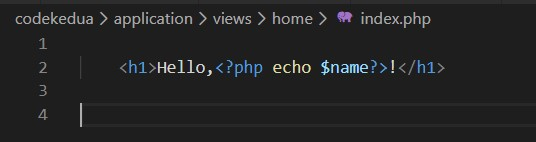 codekedua > application > views > home > index.php
1
2 <h1>Hello,<?php echo $name?>!</h1>
3
4